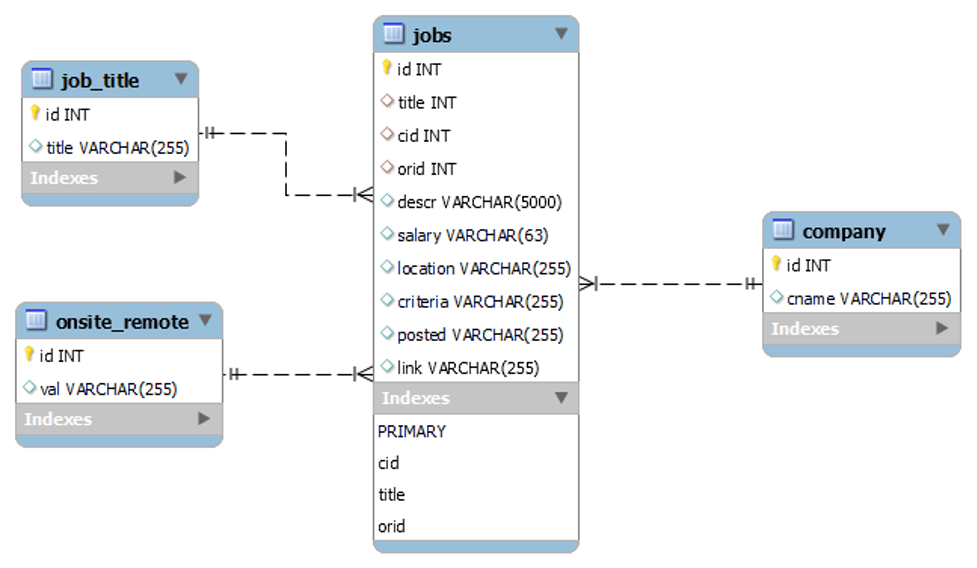 job_title
id INT
title VARCHAR(255)
Indexes
onsite_remote
id INT
val VARCHAR(255)
Indexes
jobs
id INT
title INT
cid INT
orid INT
descr VARCHAR(5000)
salary VARCHAR(63)
location VARCHAR(255)
criteria VARCHAR(255)
posted VARCHAR(255)
link VARCHAR(255)
Indexes
PRIMARY
cid
title
orid
company
id INT
cname VARCHAR(255)
Indexes